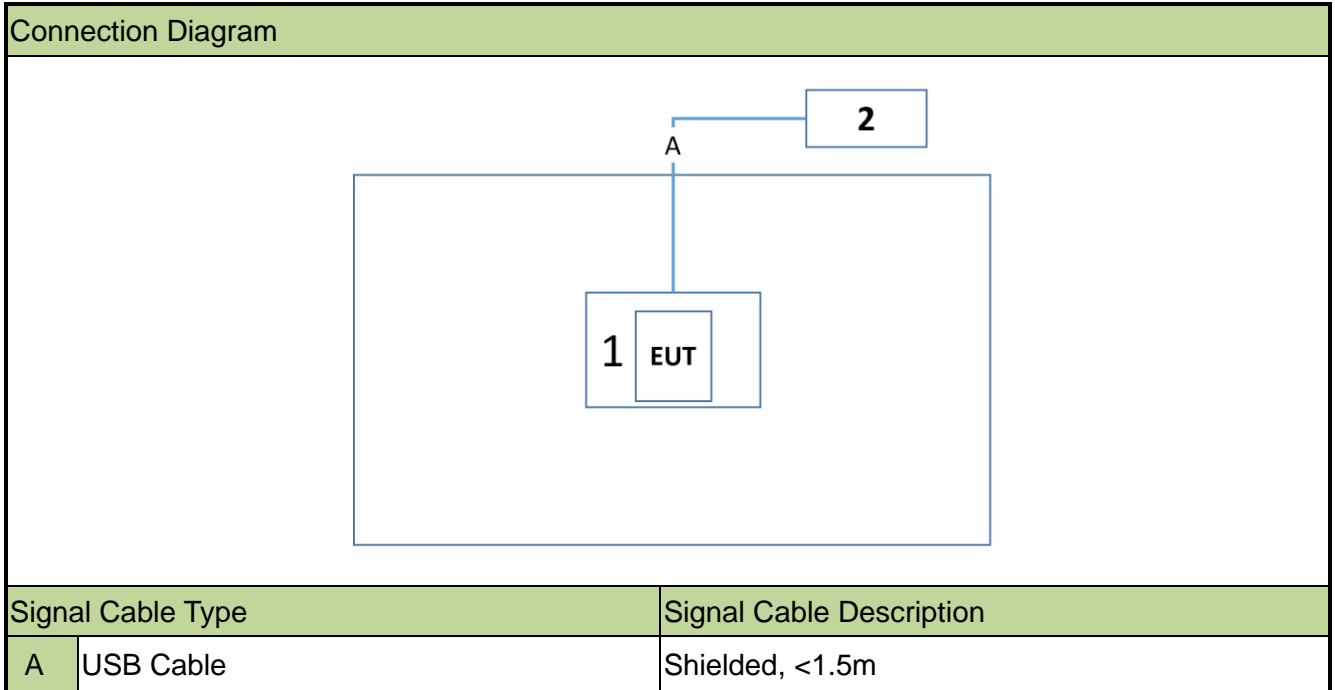 Connection Diagram
2
A
1 EUT
Signal Cable Type Signal Cable Description
A USB Cable Shielded, <1.5m